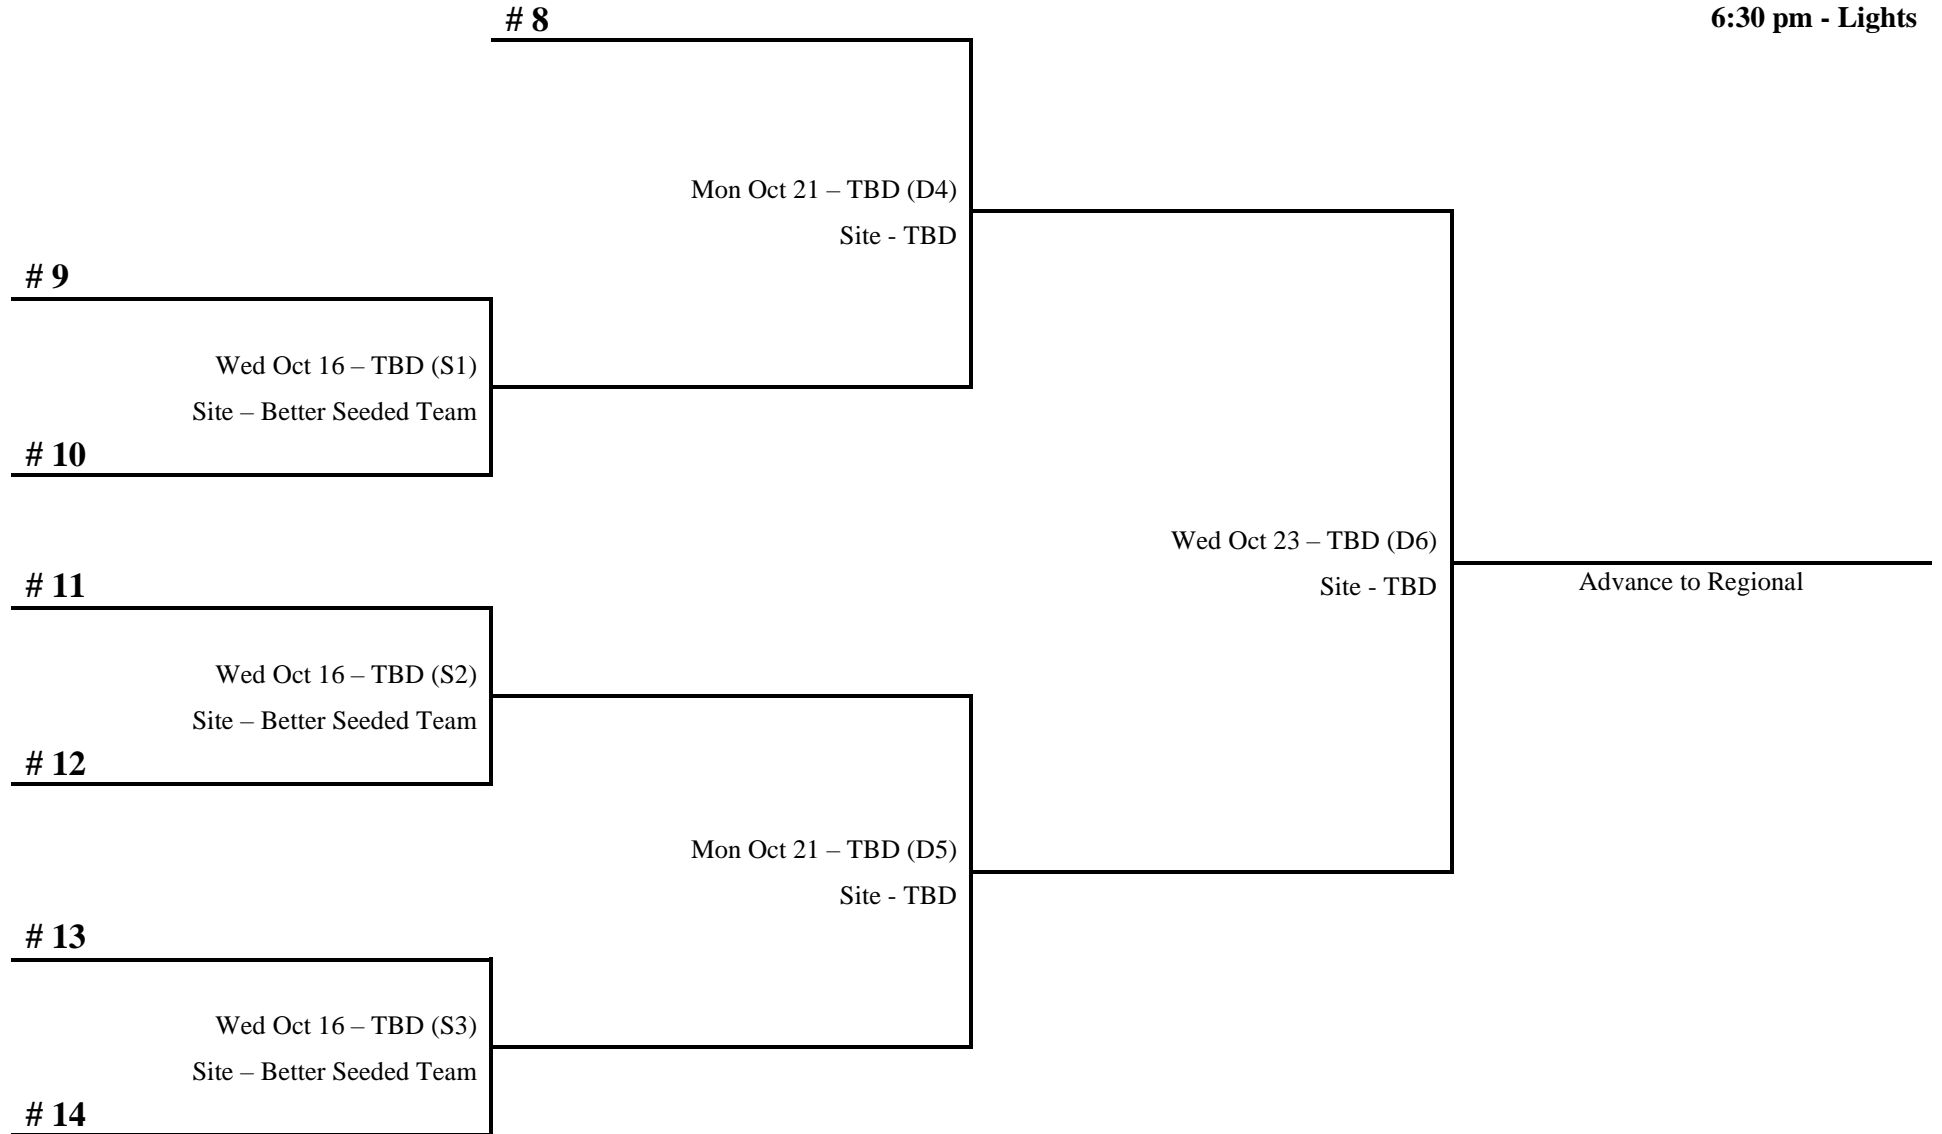 # 8
6:30 pm - Lights
Mon Oct 21 – TBD (D4)
Site - TBD
# 9
Wed Oct 16 – TBD (S1)
Site – Better Seeded Team
# 10
Wed Oct 23 – TBD (D6)
Site - TBD
Advance to Regional
# 11
Wed Oct 16 – TBD (S2)
Site – Better Seeded Team
# 12
Mon Oct 21 – TBD (D5)
Site - TBD
# 13
Wed Oct 16 – TBD (S3)
Site – Better Seeded Team
# 14